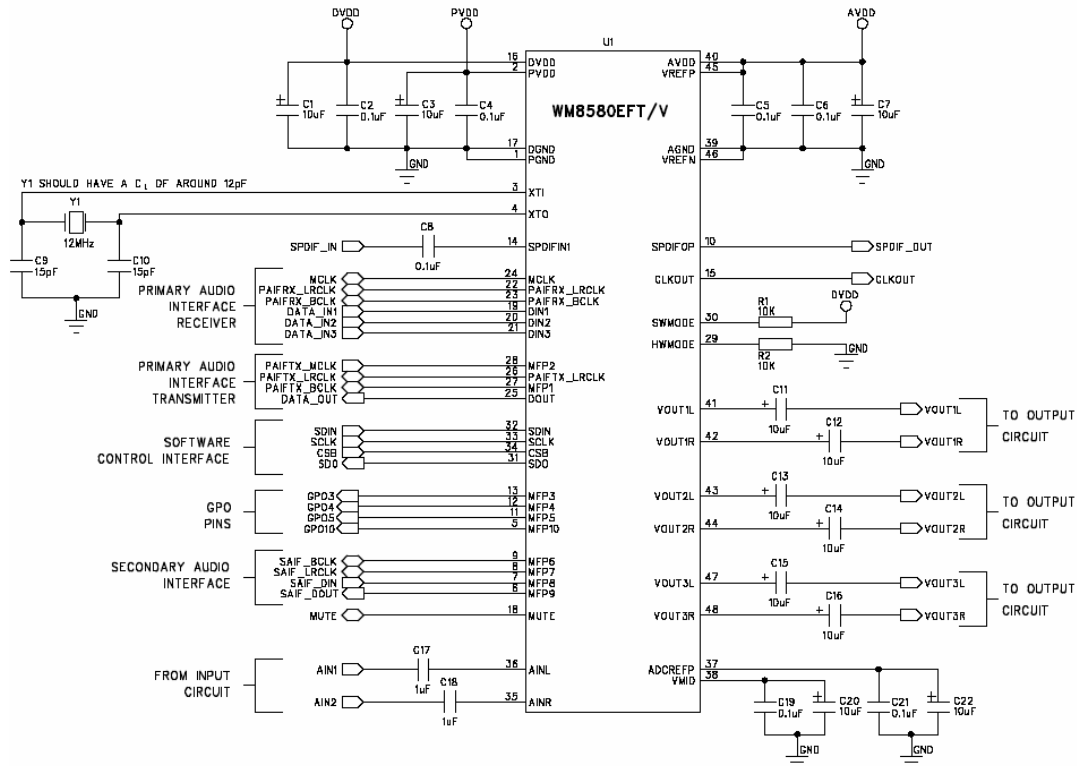 DVDD
PVDD
AVDD
U1
WM8580EFT/V
16 DVDD
2 PVDD
AVDD 40
VREFP 45
C1
10uF
C2
0.1uF
C3
10uF
C4
0.1uF
C5
0.1uF
C6
0.1uF
C7
10uF
17 DGND
1 PGND
AGND 39
VREFN 46
GND
GND
Y1 SHOULD HAVE A CL OF AROUND 12pF
3 XTI
4 XTO
Y1
12MHz
C9
15pF
C10
15pF
GND
SPDIF_IN
C8
0.1uF
14 SPDIFIN1
SPDIFOP 10 SPDIF_OUT
CLKOUT 15 CLKOUT
PRIMARY AUDIO
INTERFACE
RECEIVER
MCLK 24 MCLK
PAIFRX_LRCLK 22 PAIFRX_LRCLK
PAIFRX_BCLK 23 PAIFRX_BCLK
DATA_IN1 19 DIN1
DATA_IN2 20 DIN2
DATA_IN3 21 DIN3
DVDD
SWMODE 30
R1
10K
HWMODE 29
R2
10K
GND
PRIMARY AUDIO
INTERFACE
TRANSMITTER
PAIFTX_MCLK 28 MFP2
PAIFTX_LRCLK 26 PAIFTX_LRCLK
PAIFTX_BCLK 27 MFP1
DATA_OUT 25 DOUT
SOFTWARE
CONTROL INTERFACE
SDIN 32 SDIN
SCLK 33 SCLK
CSB 34 CSB
SDO 31 SDO
VOUT1L 41
C11
10uF
VOUT1L
VOUT1R 42
C12
10uF
VOUT1R
TO OUTPUT
CIRCUIT
GPO
PINS
GPO3 13 MFP3
GPO4 12 MFP4
GPO5 11 MFP5
GPO10 5 MFP10
VOUT2L 43
C13
10uF
VOUT2L
VOUT2R 44
C14
10uF
VOUT2R
TO OUTPUT
CIRCUIT
SECONDARY AUDIO
INTERFACE
SAIF_BCLK 9 MFP6
SAIF_LRCLK 8 MFP7
SAIF_DIN 7 MFP8
SAIF_DOUT 6 MFP9
MUTE 18 MUTE
VOUT3L 47
C15
10uF
VOUT3L
VOUT3R 48
C16
10uF
VOUT3R
TO OUTPUT
CIRCUIT
FROM INPUT
CIRCUIT
AIN1
C17
1uF
36 AINL
AIN2
C18
1uF
35 AINR
ADCREFP 37
VMID 38
C19
0.1uF
C20
10uF
C21
0.1uF
C22
10uF
GND
GND